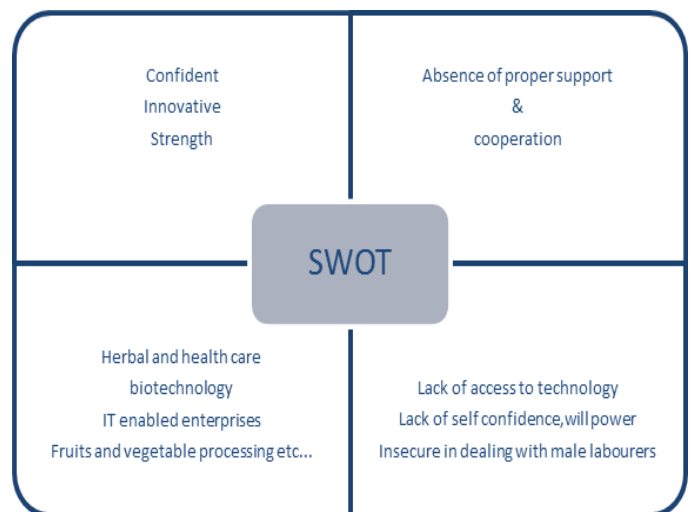 Confident
Innovative
Strength
Absence of proper support
&
cooperation
SWOT
Herbal and health care
biotechnology
IT enabled enterprises
Fruits and vegetable processing etc...
Lack of access to technology
Lack of self confidence,will power
Insecure in dealing with male labourers